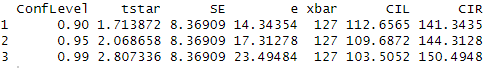 ConfLevel tstar SE e xbar CIL CIR
1 0.90 1.713872 8.36909 14.34354 127 112.6565 141.3435
2 0.95 2.068658 8.36909 17.31278 127 109.6872 144.3128
3 0.99 2.807336 8.36909 23.49484 127 103.5052 150.4948